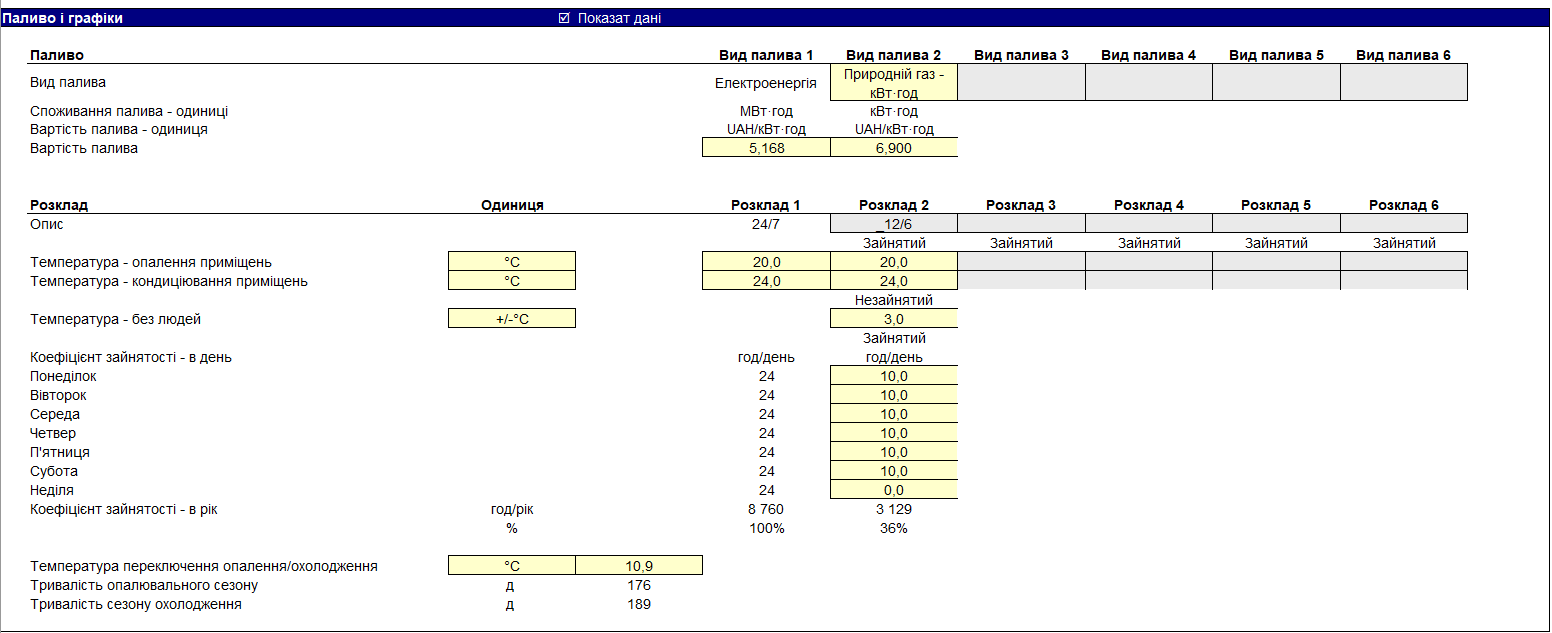 Паливо і графіки ☑ Показат дані
Паливо Вид палива 1 Вид палива 2 Вид палива 3 Вид палива 4 Вид палива 5 Вид палива 6
Вид палива Електроенергія Природній газ - кВт·год
Споживання палива - одиниці МВт·год кВт·год
Вартість палива - одиниця UAH/кВт·год UAH/кВт·год
Вартість палива 5,168 6,900
Розклад Одиниця Розклад 1 Розклад 2 Розклад 3 Розклад 4 Розклад 5 Розклад 6
Опис 24/7 _12/6
Зайнятий Зайнятий Зайнятий Зайнятий Зайнятий
Температура - опалення приміщень °C 20,0 20,0
Температура - кондиціювання приміщень °C 24,0 24,0
Незайнятий
Температура - без людей +/-°C 3,0
Зайнятий
Коефіцієнт зайнятості - в день год/день год/день
Понеділок 24 10,0
Вівторок 24 10,0
Середа 24 10,0
Четвер 24 10,0
П'ятниця 24 10,0
Субота 24 10,0
Неділя 24 0,0
Коефіцієнт зайнятості - в рік год/рік 8 760 3 129
% 100% 36%
Температура переключення опалення/охолодження °C 10,9
Тривалість опалювального сезону д 176
Тривалість сезону охолодження д 189